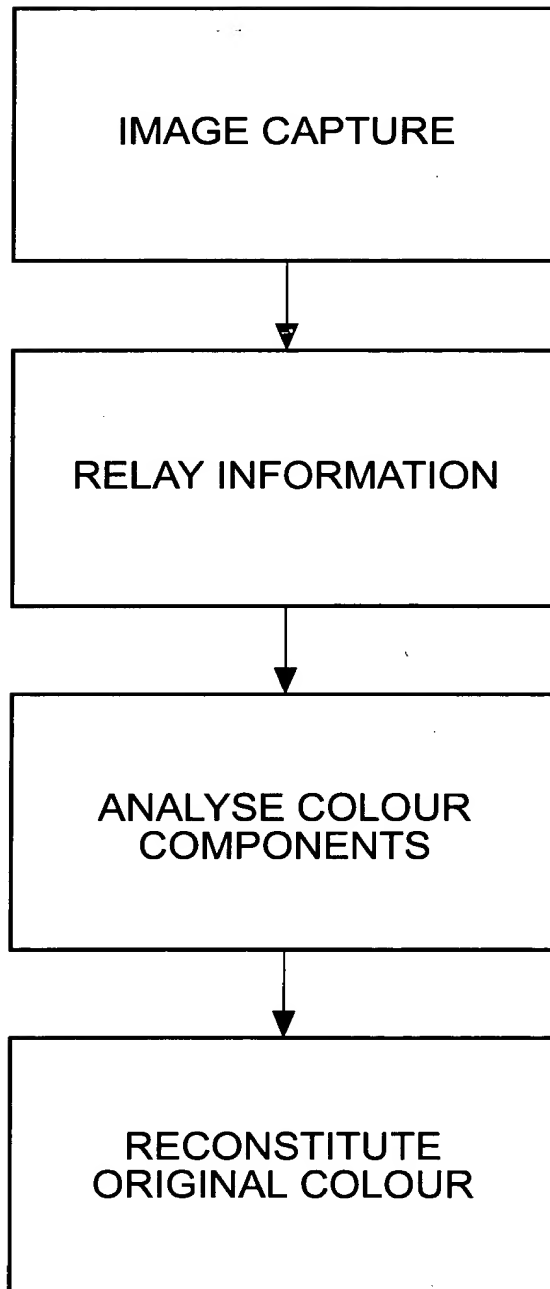 IMAGE CAPTURE
RELAY INFORMATION
ANALYSE COLOUR
COMPONENTS
RECONSTITUTE
ORIGINAL COLOUR